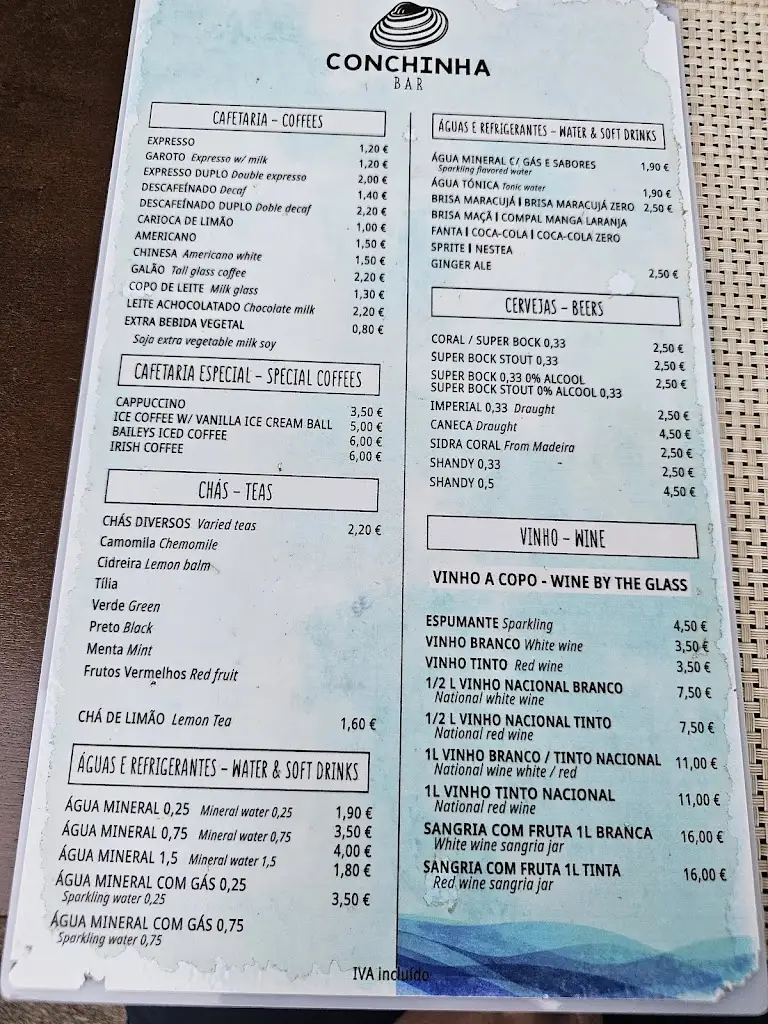 CONCHINHA
BAR
CAFETARIA - COFFEES
EXPRESSO 1,20 €
GAROTO Expresso w/ milk 1,20 €
EXPRESSO DUPLO Double expresso 2,00 €
DESCAFEÍNADO Decaf 1,40 €
DESCAFEÍNADO DUPLO Doble decaf 2,20 €
CARIOCA DE LIMÃO 1,00 €
AMERICANO 1,50 €
CHINESA Americano white 1,50 €
GALÃO Tall glass coffee 2,20 €
COPO DE LEITE Milk glass 1,30 €
LEITE ACHOCOLATADO Chocolate milk 2,20 €
EXTRA BEBIDA VEGETAL 0,80 €
Soja extra vegetable milk soy
CAFETARIA ESPECIAL - SPECIAL COFFEES
CAPPUCCINO 3,50 €
ICE COFFEE W/ VANILLA ICE CREAM BALL 5,00 €
BAILEYS ICED COFFEE 6,00 €
IRISH COFFEE 6,00 €
CHÁS - TEAS
CHÁS DIVERSOS Varied teas 2,20 €
Camomila Chemomile
Cidreira Lemon balm
Tília
Verde Green
Preto Black
Menta Mint
Frutos Vermelhos Red fruit
CHÁ DE LIMÃO Lemon Tea 1,60 €
ÁGUAS E REFRIGERANTES - WATER & SOFT DRINKS
ÁGUA MINERAL 0,25 Mineral water 0,25 1,90 €
ÁGUA MINERAL 0,75 Mineral water 0,75 3,50 €
ÁGUA MINERAL 1,5 Mineral water 1,5 4,00 €
ÁGUA MINERAL COM GÁS 0,25 1,80 €
Sparkling water 0,25
ÁGUA MINERAL COM GÁS 0,75 3,50 €
Sparkling water 0,75
ÁGUAS E REFRIGERANTES - WATER & SOFT DRINKS
ÁGUA MINERAL C/ GÁS E SABORES 1,90 €
Sparkling flavored water
ÁGUA TÓNICA Tonic water 1,90 €
BRISA MARACUJÁ | BRISA MARACUJÁ ZERO 2,50 €
BRISA MAÇÃ | COMPAL MANGA LARANJA
FANTA | COCA-COLA | COCA-COLA ZERO
SPRITE | NESTEA
GINGER ALE 2,50 €
CERVEJAS - BEERS
CORAL / SUPER BOCK 0,33 2,50 €
SUPER BOCK STOUT 0,33 2,50 €
SUPER BOCK 0,33 0% ALCOOL 2,50 €
SUPER BOCK STOUT 0% ALCOOL 0,33
IMPERIAL 0,33 Draught 2,50 €
CANECA Draught 4,50 €
SIDRA CORAL From Madeira 2,50 €
SHANDY 0,33 2,50 €
SHANDY 0,5 4,50 €
VINHO - WINE
VINHO A COPO - WINE BY THE GLASS
ESPUMANTE Sparkling 4,50 €
VINHO BRANCO White wine 3,50 €
VINHO TINTO Red wine 3,50 €
1/2 L VINHO NACIONAL BRANCO 7,50 €
National white wine
1/2 L VINHO NACIONAL TINTO 7,50 €
National red wine
1L VINHO BRANCO / TINTO NACIONAL 11,00 €
National wine white / red
1L VINHO TINTO NACIONAL 11,00 €
National red wine
SANGRIA COM FRUTA 1L BRANCA 16,00 €
White wine sangria jar
SANGRIA COM FRUTA 1L TINTA 16,00 €
Red wine sangria jar
IVA incluído